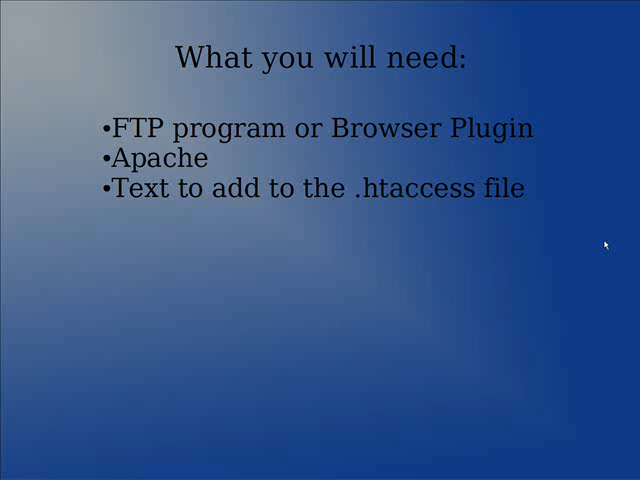 What you will need:
•FTP program or Browser Plugin
•Apache
•Text to add to the .htaccess file